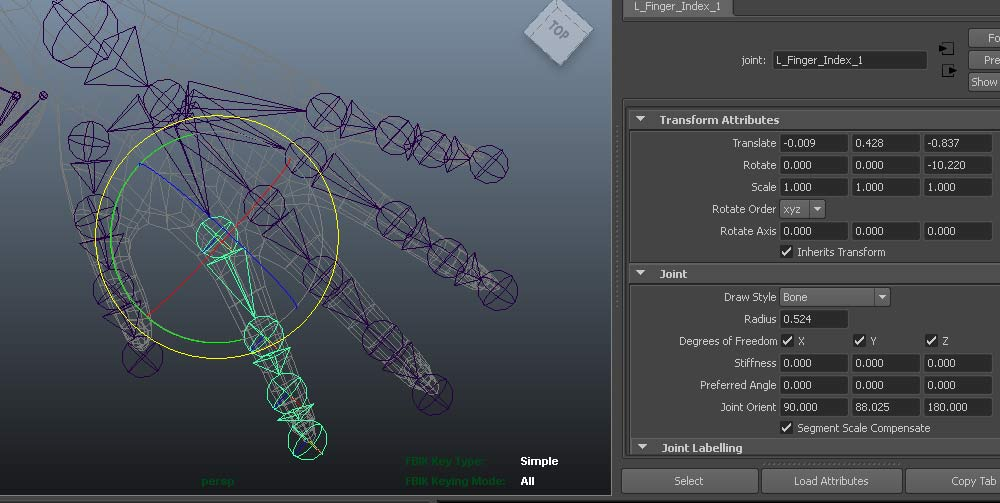 L_Finger_Index_1
TOP
joint: L_Finger_Index_1
Show
Transform Attributes
Translate -0.009 0.428 -0.837
Rotate 0.000 0.000 -10.220
Scale 1.000 1.000 1.000
Rotate Order xyz
Rotate Axis 0.000 0.000 0.000
Inherits Transform
Joint
Draw Style Bone
Radius 0.524
Degrees of Freedom X Y Z
Stiffness 0.000 0.000 0.000
Preferred Angle 0.000 0.000 0.000
Joint Orient 90.000 88.025 180.000
Segment Scale Compensate
Joint Labelling
FBIK Key Type: Simple
persp
FBIK Keying Mode: All
Select Load Attributes Copy Tab